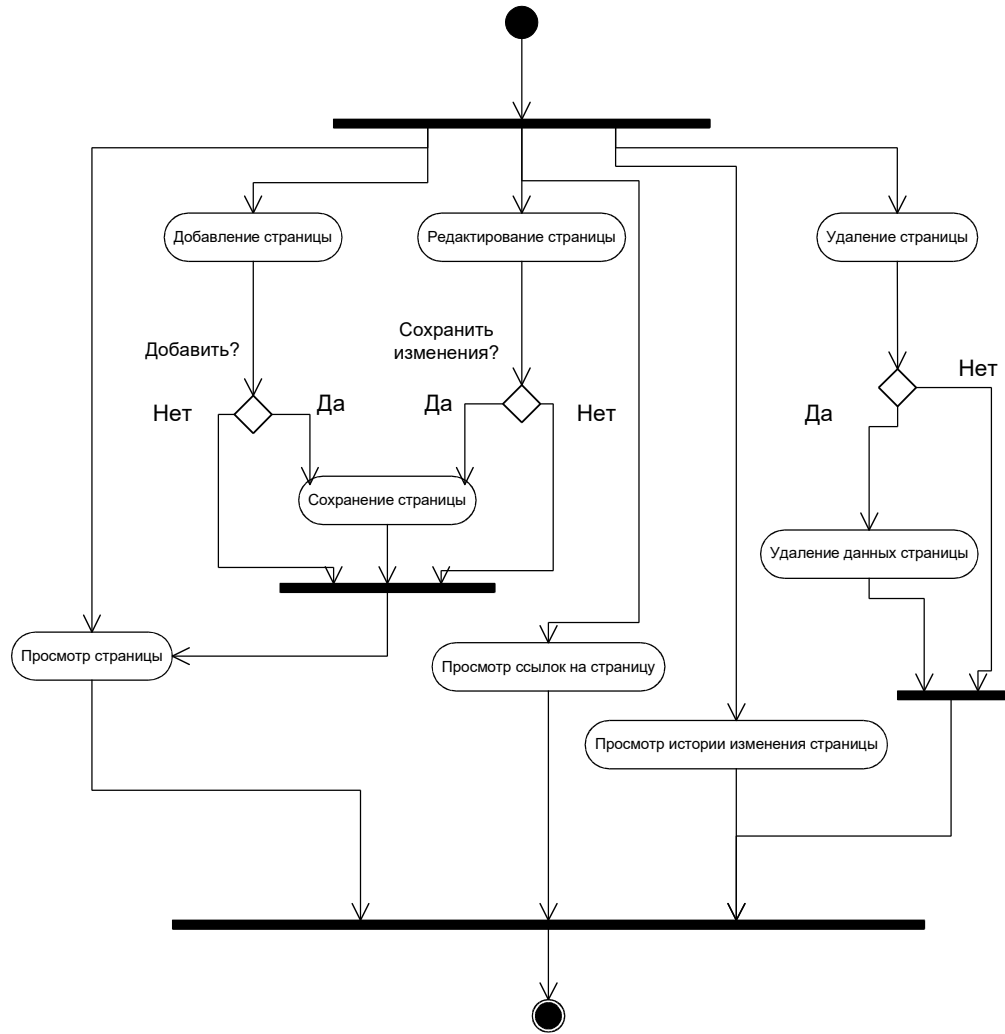 Добавление страницы
Редактирование страницы
Удаление страницы
Добавить?
Сохранить
изменения?
Нет
Да
Да
Нет
Да
Нет
Сохранение страницы
Удаление данных страницы
Просмотр страницы
Просмотр ссылок на страницу
Просмотр истории изменения страницы